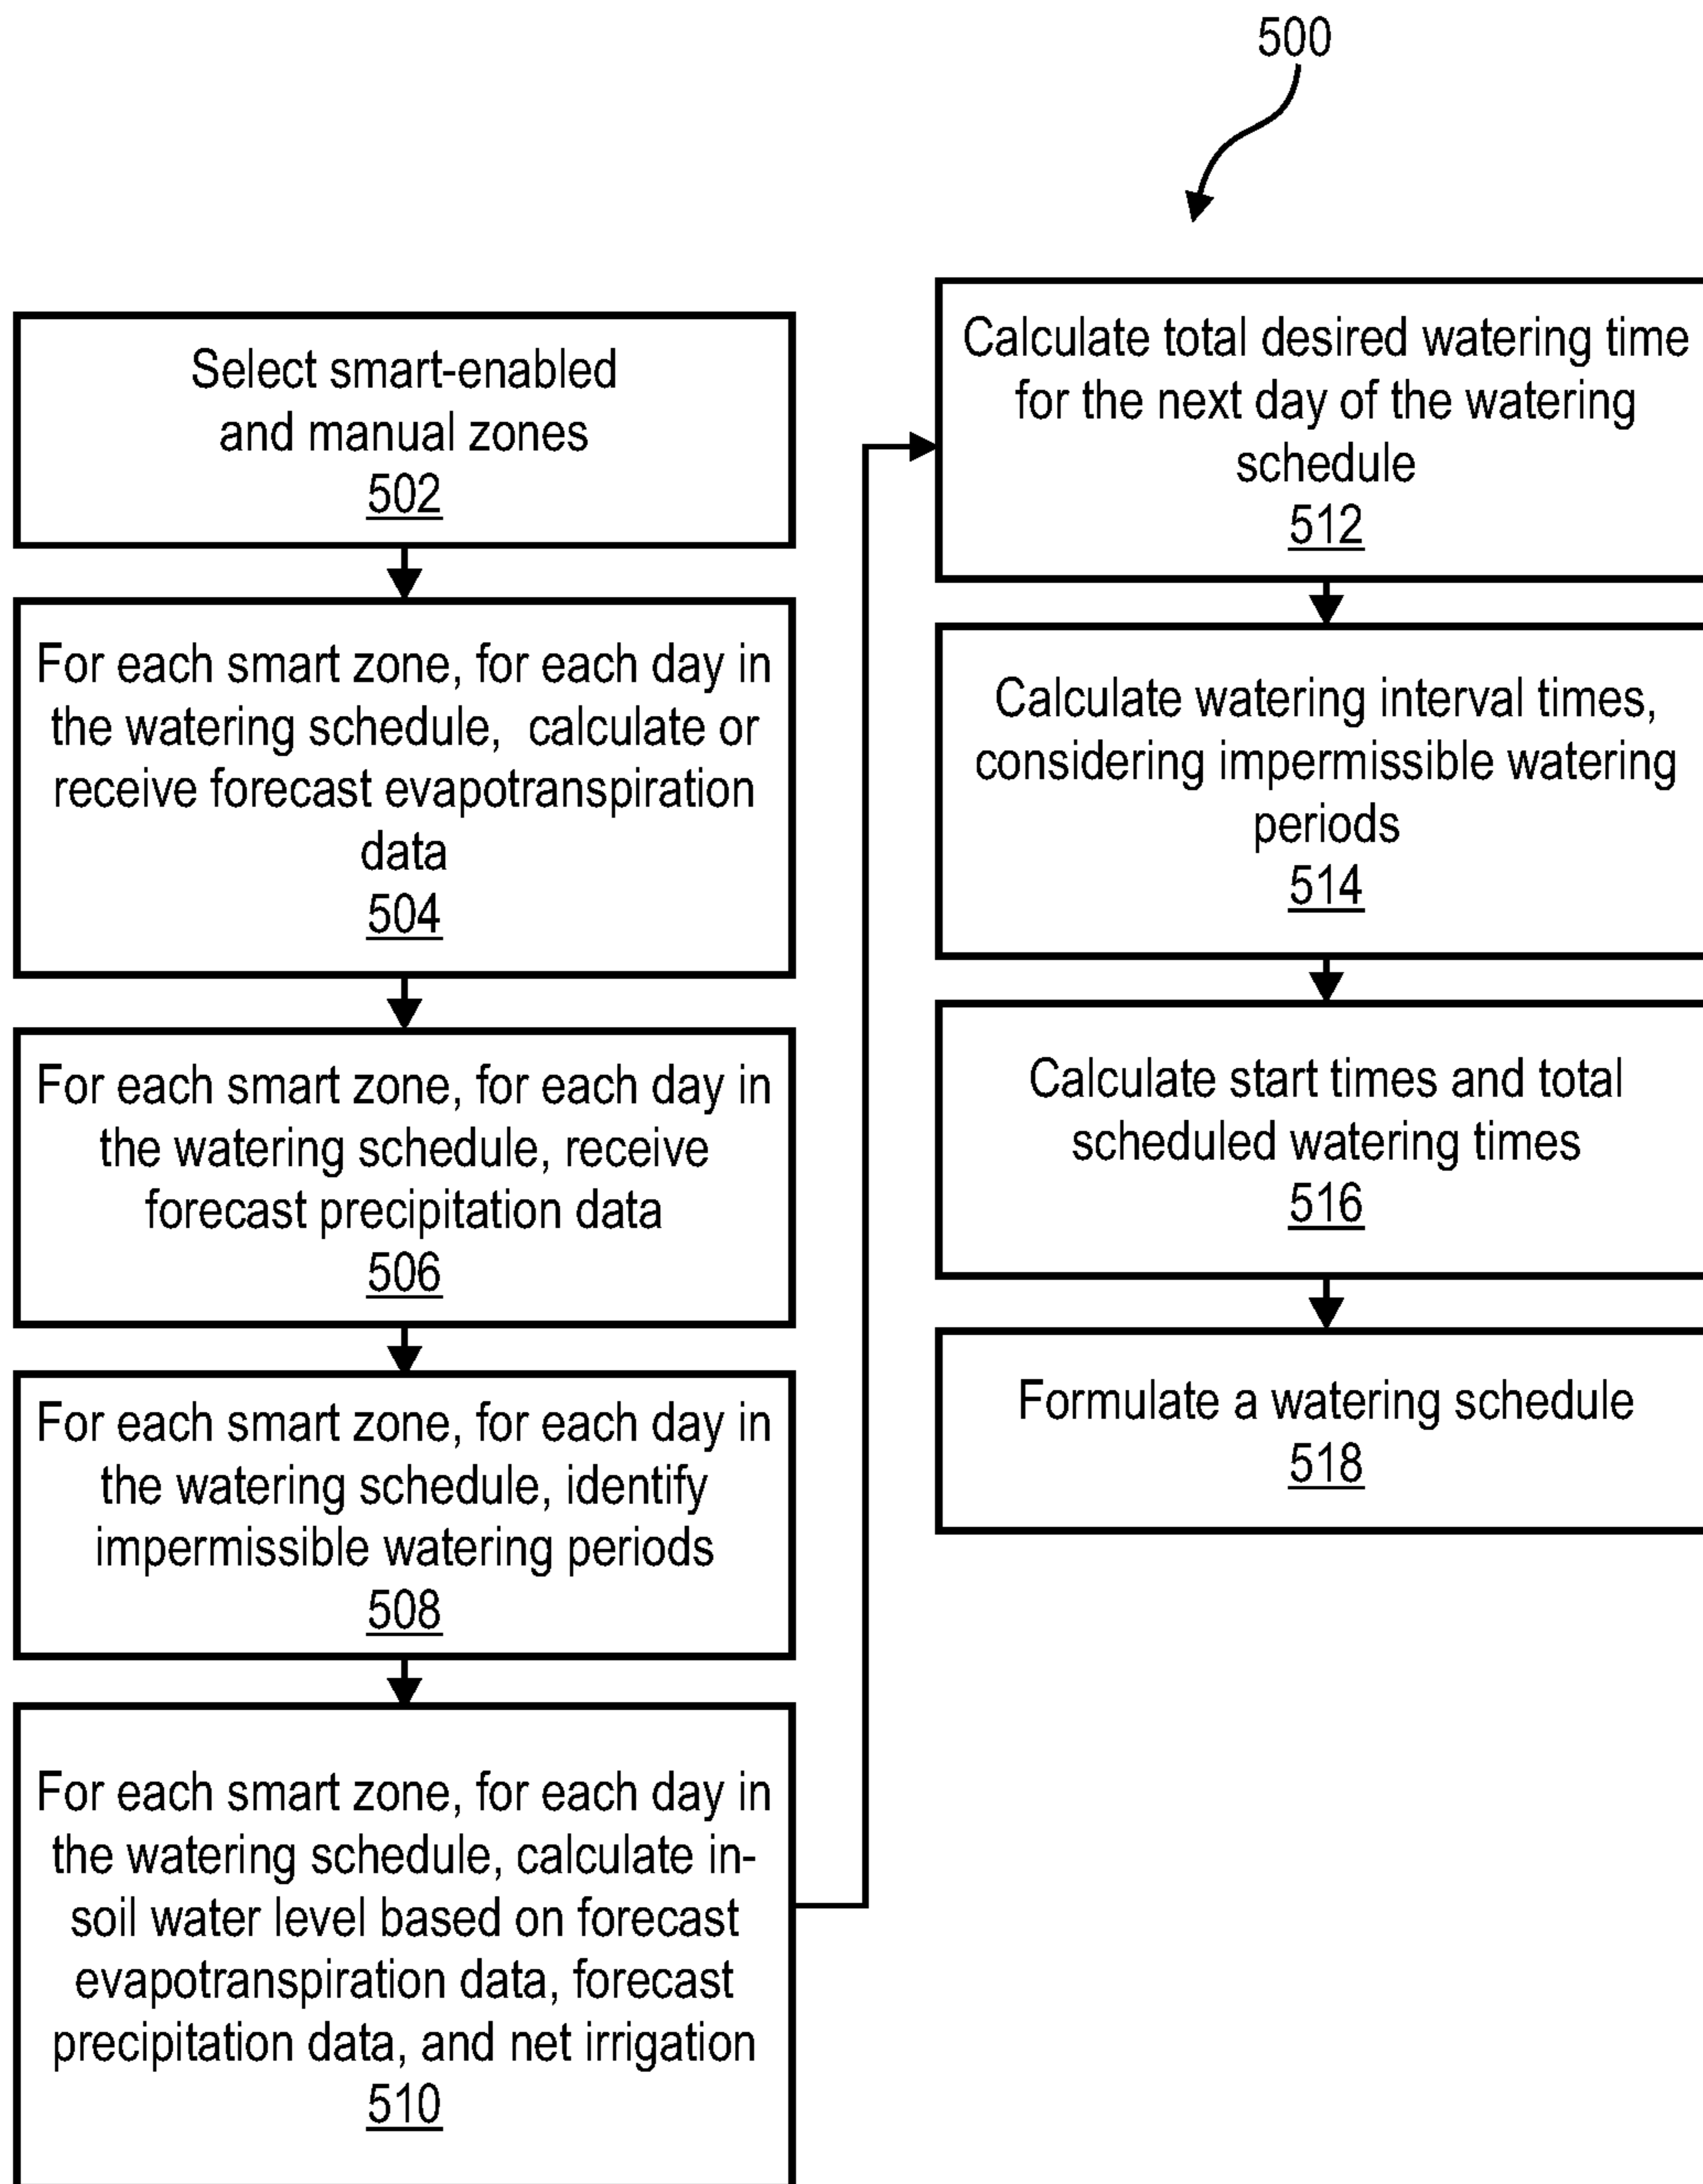 500
Select smart-enabled
and manual zones
502
For each smart zone, for each day in
the watering schedule, calculate or
receive forecast evapotranspiration
data
504
For each smart zone, for each day in
the watering schedule, receive
forecast precipitation data
506
For each smart zone, for each day in
the watering schedule, identify
impermissible watering periods
508
For each smart zone, for each day in
the watering schedule, calculate in-
soil water level based on forecast
evapotranspiration data, forecast
precipitation data, and net irrigation
510
Calculate total desired watering time
for the next day of the watering
schedule
512
Calculate watering interval times,
considering impermissible watering
periods
514
Calculate start times and total
scheduled watering times
516
Formulate a watering schedule
518